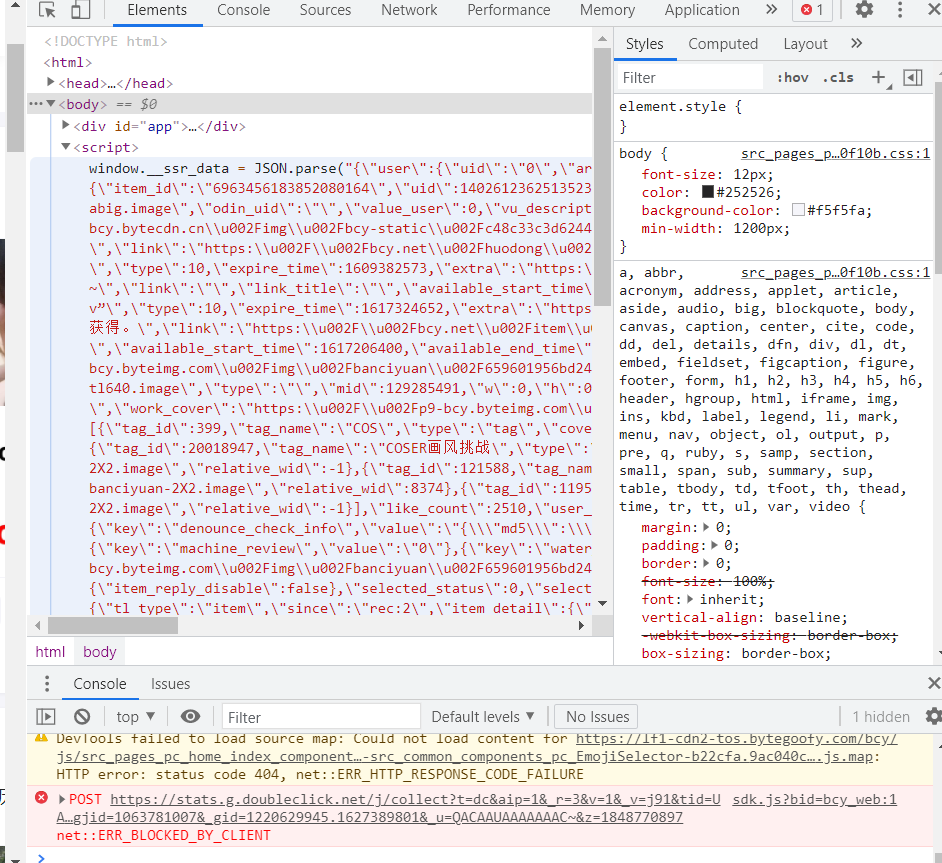 Elements Console Sources Network Performance Memory Application » 1
<!DOCTYPE html>
<html>
<head>…</head>
<body> == $0
<div id="app">…</div>
<script>
window.__ssr_data = JSON.parse("{\"user\":{\"uid\":\"0\",\"ar
{\"item_id\":\"6963456183852080164\",\"uid\":1402612362513523
abig.image\",\"odin_uid\":\"\",\"value_user\":0,\"vu_descript
bcy.bytecdn.cn\\u002Fimg\\u002Fbcy-static\\u002Fc48c33c3d6244
\",\"link\":\"https:\\u002F\\u002Fbcy.net\\u002Fhuodong\\u002
\",\"type\":10,\"expire_time\":1609382573,\"extra\":\"https:\
~\",\"link\":\"\",\"link_title\":\"\",\"available_start_time\
v”\",\"type\":10,\"expire_time\":1617324652,\"extra\":\"https
获得。\",\"link\":\"https:\\u002F\\u002Fbcy.net\\u002Fitem\\u0
\",\"available_start_time\":1617206400,\"available_end_time\"
bcy.byteimg.com\\u002Fimg\\u002Fbanciyuan\\u002F659601956bd24
tl640.image\",\"type\":\"\",\"mid\":129285491,\"w\":0,\"h\":0
\",\"work_cover\":\"https:\\u002F\\u002Fp9-bcy.byteimg.com\\u
[{\"tag_id\":399,\"tag_name\":\"COS\",\"type\":\"tag\",\"cove
{\"tag_id\":20018947,\"tag_name\":\"COSER画风挑战\",\"type\":\"
2X2.image\",\"relative_wid\":-1},{\"tag_id\":121588,\"tag_nam
banciyuan-2X2.image\",\"relative_wid\":8374},{\"tag_id\":1195
2X2.image\",\"relative_wid\":-1}],\"like_count\":2510,\"user_
{\"key\":\"denounce_check_info\",\"value\":\"{\\\"md5\\\":\\\
{\"key\":\"machine_review\",\"value\":\"0\"},{\"key\":\"water
bcy.byteimg.com\\u002Fimg\\u002Fbanciyuan\\u002F659601956bd24
{\"item_reply_disable\":false},\"selected_status\":0,\"select
{\"tl_type\":\"item\",\"since\":\"rec:2\",\"item_detail\":{\"
html body
Styles Computed Layout »
Filter :hov .cls +
element.style {
}
body { src_pages_p…0f10b.css:1
font-size: 12px;
color: #252526;
background-color: #f5f5fa;
min-width: 1200px;
}
a, abbr, src_pages_p…0f10b.css:1
acronym, address, applet, article,
aside, audio, big, blockquote, body,
canvas, caption, center, cite, code,
dd, del, details, dfn, div, dl, dt,
embed, fieldset, figcaption, figure,
footer, form, h1, h2, h3, h4, h5, h6,
header, hgroup, html, iframe, img,
ins, kbd, label, legend, li, mark,
menu, nav, object, ol, output, p,
pre, q, ruby, s, samp, section,
small, span, sub, summary, sup,
table, tbody, td, tfoot, th, thead,
time, tr, tt, ul, var, video {
margin: 0;
padding: 0;
border: 0;
font-size: 100%;
font: inherit;
vertical-align: baseline;
-webkit-box-sizing: border-box;
box-sizing: border-box;
Console Issues
top ▼ Filter Default levels ▼ No Issues 1 hidden
DevTools failed to load source map: Could not load content for https://lf1-cdn2-tos.bytegoofy.com/bcy/
js/src_pages_pc_home_index_component…-src_common_components_pc_EmojiSelector-b22cfa.9ac040c….js.map:
HTTP error: status code 404, net::ERR_HTTP_RESPONSE_CODE_FAILURE
POST https://stats.g.doubleclick.net/j/collect?t=dc&aip=1&_r=3&v=1&_v=j91&tid=U sdk.js?bid=bcy_web:1
A…gjid=1063781007&_gid=1220629945.1627389801&_u=QACAAUAAAAAAAC~&z=1848770897
net::ERR_BLOCKED_BY_CLIENT